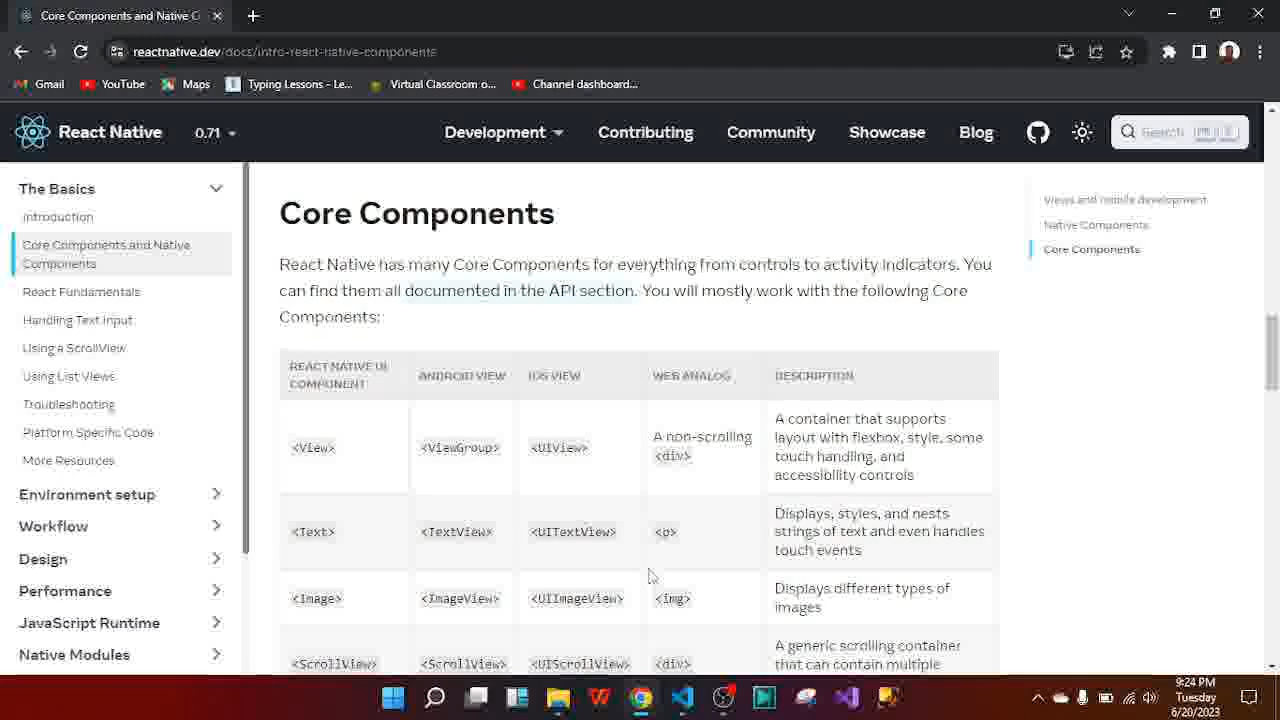 Core Components and Native C
reactnative.dev/docs/intro-react-native-components
Gmail
YouTube
Maps
Typing Lessons - Le...
Virtual Classroom o...
Channel dashboard...
React Native
0.71
Development
Contributing
Community
Showcase
Blog
Search
The Basics
Introduction
Core Components and Native
Components
React Fundamentals
Handling Text Input
Using a ScrollView
Using List Views
Troubleshooting
Platform Specific Code
More Resources
Environment setup
Workflow
Design
Performance
JavaScript Runtime
Native Modules
Core Components
React Native has many Core Components for everything from controls to activity indicators. You
can find them all documented in the API section. You will mostly work with the following Core
Components:
REACT NATIVE UI
COMPONENT
ANDROID VIEW
IOS VIEW
WEB ANALOG
DESCRIPTION
<View>
<ViewGroup>
<UIView>
A non-scrolling
<div>
A container that supports
layout with flexbox, style, some
touch handling, and
accessibility controls
<Text>
<TextView>
<UITextView>
<p>
Displays, styles, and nests
strings of text and even handles
touch events
<Image>
<ImageView>
<UIImageView>
<img>
Displays different types of
images
<ScrollView>
<ScrollView>
<UIScrollView>
<div>
A generic scrolling container
that can contain multiple
Views and mobile development
Native Components
Core Components
9:24 PM
Tuesday
6/20/2023